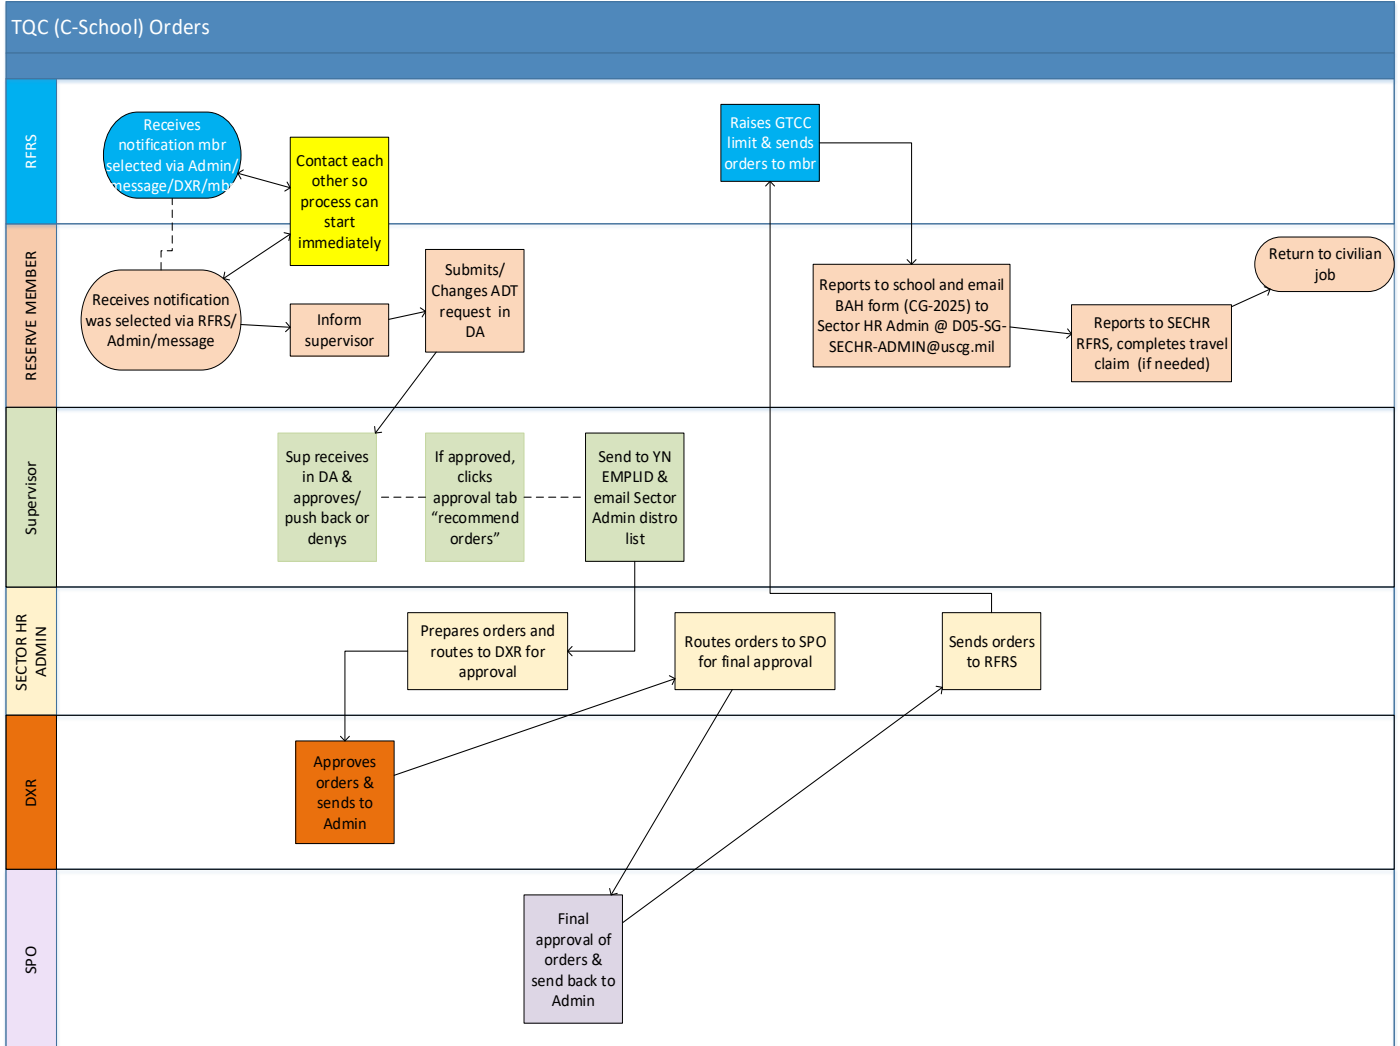 TQC (C-School) Orders
RFRS
Receives
notification mbr
selected via Admin/
message/DXR/mbr
Contact each
other so
process can
start
immediately
Raises GTCC
limit & sends
orders to mbr
RESERVE MEMBER
Receives notification
was selected via RFRS/
Admin/message
Inform
supervisor
Submits/
Changes ADT
request in
DA
Reports to school and email
BAH form (CG-2025) to
Sector HR Admin @ D05-SG-
SECHR-ADMIN@uscg.mil
Reports to SECHR
RFRS, completes travel
claim (if needed)
Return to civilian
job
Supervisor
Sup receives
in DA &
approves/
push back or
denys
If approved,
clicks
approval tab
“recommend
orders”
Send to YN
EMPLID &
email Sector
Admin distro
list
SECTOR HR
ADMIN
Prepares orders and
routes to DXR for
approval
Routes orders to SPO
for final approval
Sends orders
to RFRS
DXR
Approves
orders &
sends to
Admin
SPO
Final
approval of
orders &
send back to
Admin